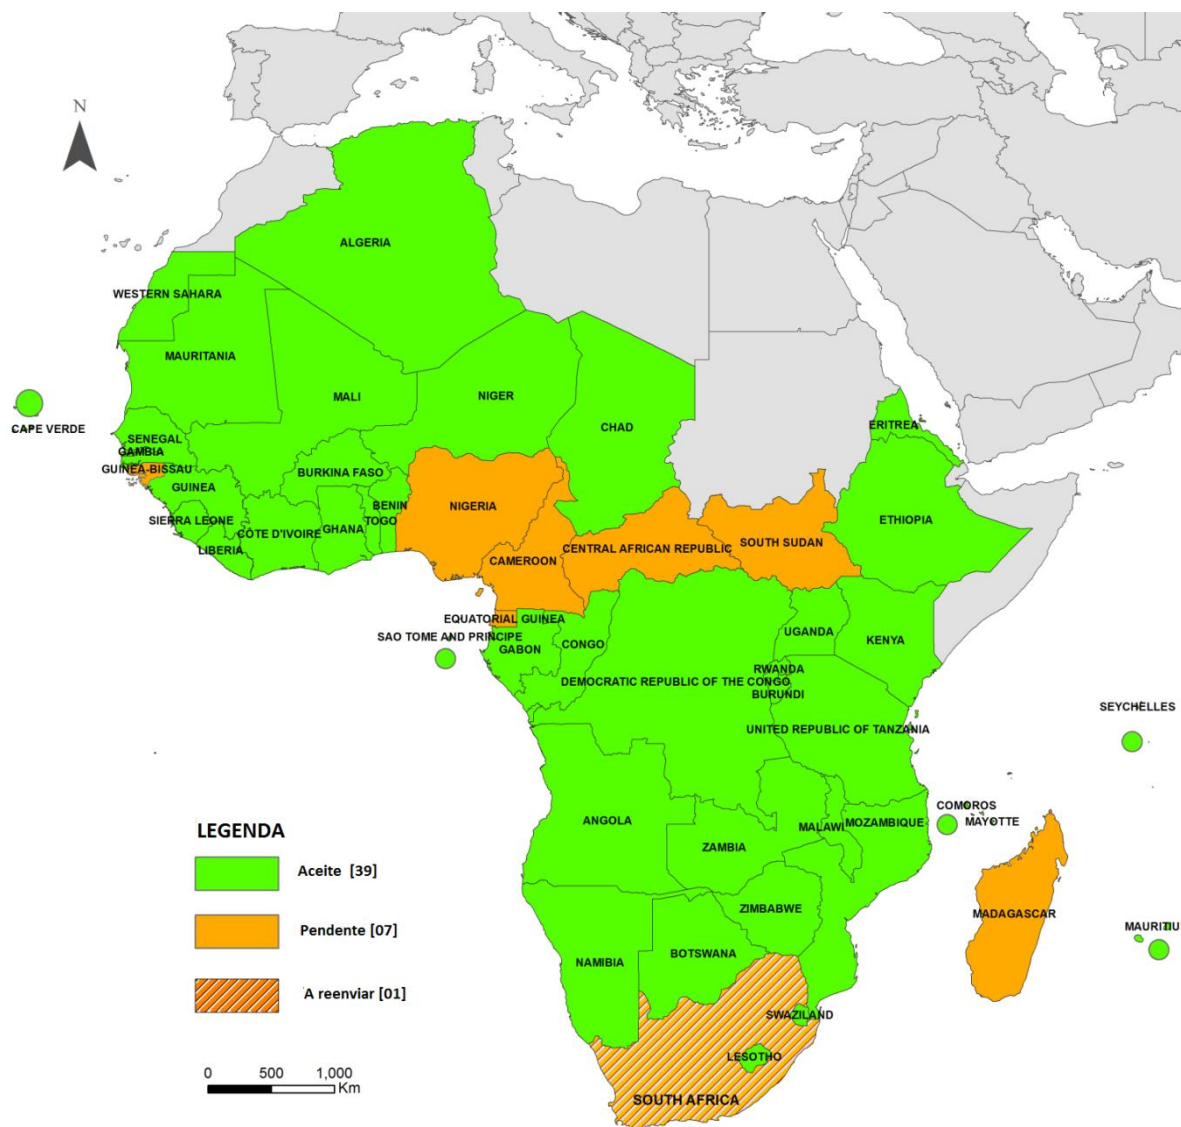 N
ALGERIA
WESTERN SAHARA
MAURITANIA
MALI
NIGER
CHAD
CAPE VERDE
ERITREA
SENEGAL
GAMBIA
GUINEA-BISSAU
BURKINA FASO
GUINEA
BENIN
NIGERIA
SIERRA LEONE
CÔTE D'IVOIRE
GHANA
TOGO
ETHIOPIA
LIBERIA
CENTRAL AFRICAN REPUBLIC
SOUTH SUDAN
CAMEROON
EQUATORIAL GUINEA
SAO TOME AND PRINCIPE
GABON
CONGO
UGANDA
KENYA
RWANDA
DEMOCRATIC REPUBLIC OF THE CONGO
BURUNDI
SEYCHELLES
UNITED REPUBLIC OF TANZANIA
COMOROS
MAYOTTE
ANGOLA
MALAWI
MOZAMBIQUE
ZAMBIA
ZIMBABWE
MADAGASCAR
MAURITIU
NAMIBIA
BOTSWANA
SWAZILAND
LESOTHO
SOUTH AFRICA
LEGENDA
Aceite [39]
Pendente [07]
A reenviar [01]
0 500 1,000
Km